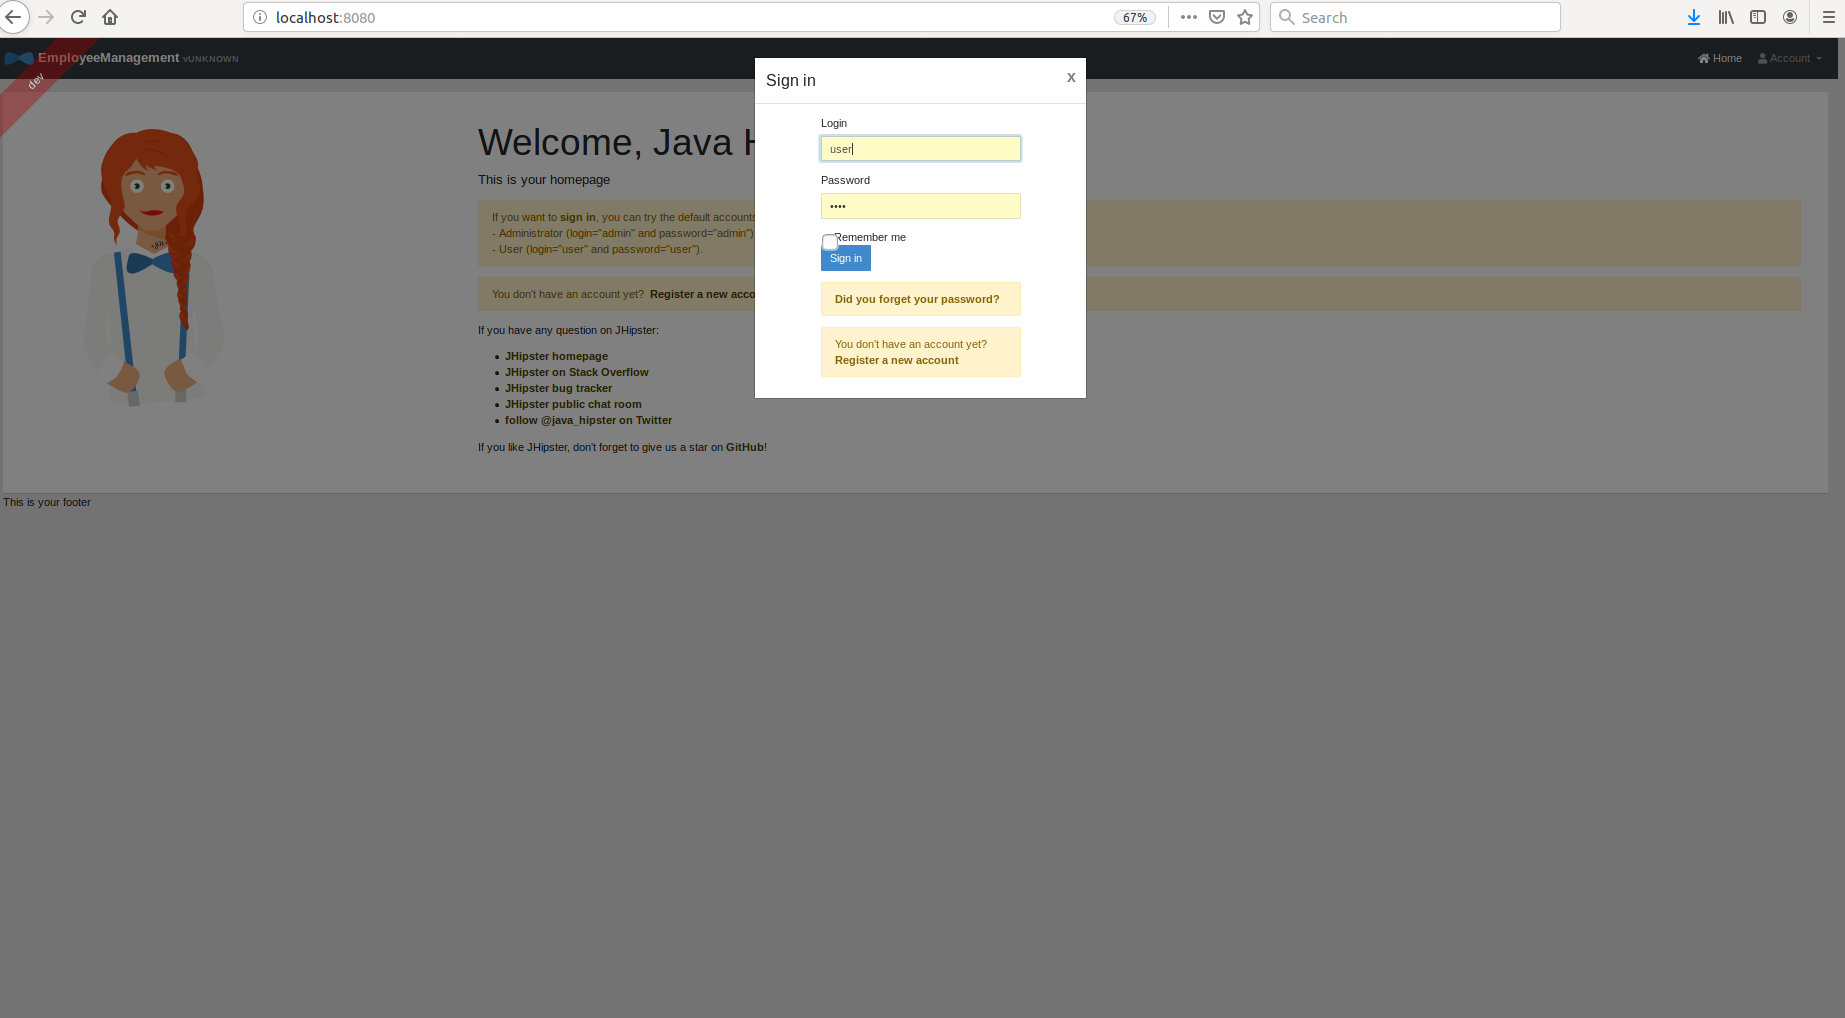 localhost:8080
67%
Search
EmployeeManagement vUNKNOWN
Home
Account
dev
Sign in
X
Login
user
Password
••••
Remember me
Sign in
Did you forget your password?
You don't have an account yet?
Register a new account
Welcome, Java H
This is your homepage
If you want to sign in, you can try the default accounts
- Administrator (login="admin" and password="admin")
- User (login="user" and password="user").
You don't have an account yet? Register a new acco
If you have any question on JHipster:
• JHipster homepage
• JHipster on Stack Overflow
• JHipster bug tracker
• JHipster public chat room
• follow @java_hipster on Twitter
If you like JHipster, don't forget to give us a star on GitHub!
This is your footer